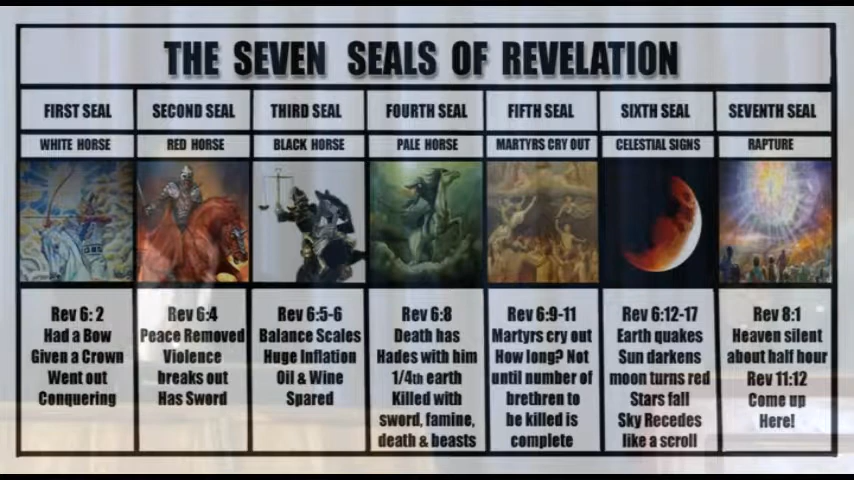 THE SEVEN SEALS OF REVELATION
FIRST SEAL
SECOND SEAL
THIRD SEAL
FOURTH SEAL
FIFTH SEAL
SIXTH SEAL
SEVENTH SEAL
WHITE HORSE
RED HORSE
BLACK HORSE
PALE HORSE
MARTYRS CRY OUT
CELESTIAL SIGNS
RAPTURE
Rev 6: 2
Had a Bow
Given a Crown
Went out
Conquering
Rev 6:4
Peace Removed
Violence
breaks out
Has Sword
Rev 6:5-6
Balance Scales
Huge Inflation
Oil & Wine
Spared
Rev 6:8
Death has
Hades with him
1/4th earth
Killed with
sword, famine,
death & beasts
Rev 6:9-11
Martyrs cry out
How long? Not
until number of
brethren to
be killed is
complete
Rev 6:12-17
Earth quakes
Sun darkens
moon turns red
Stars fall
Sky Recedes
like a scroll
Rev 8:1
Heaven silent
about half hour
Rev 11:12
Come up
Here!